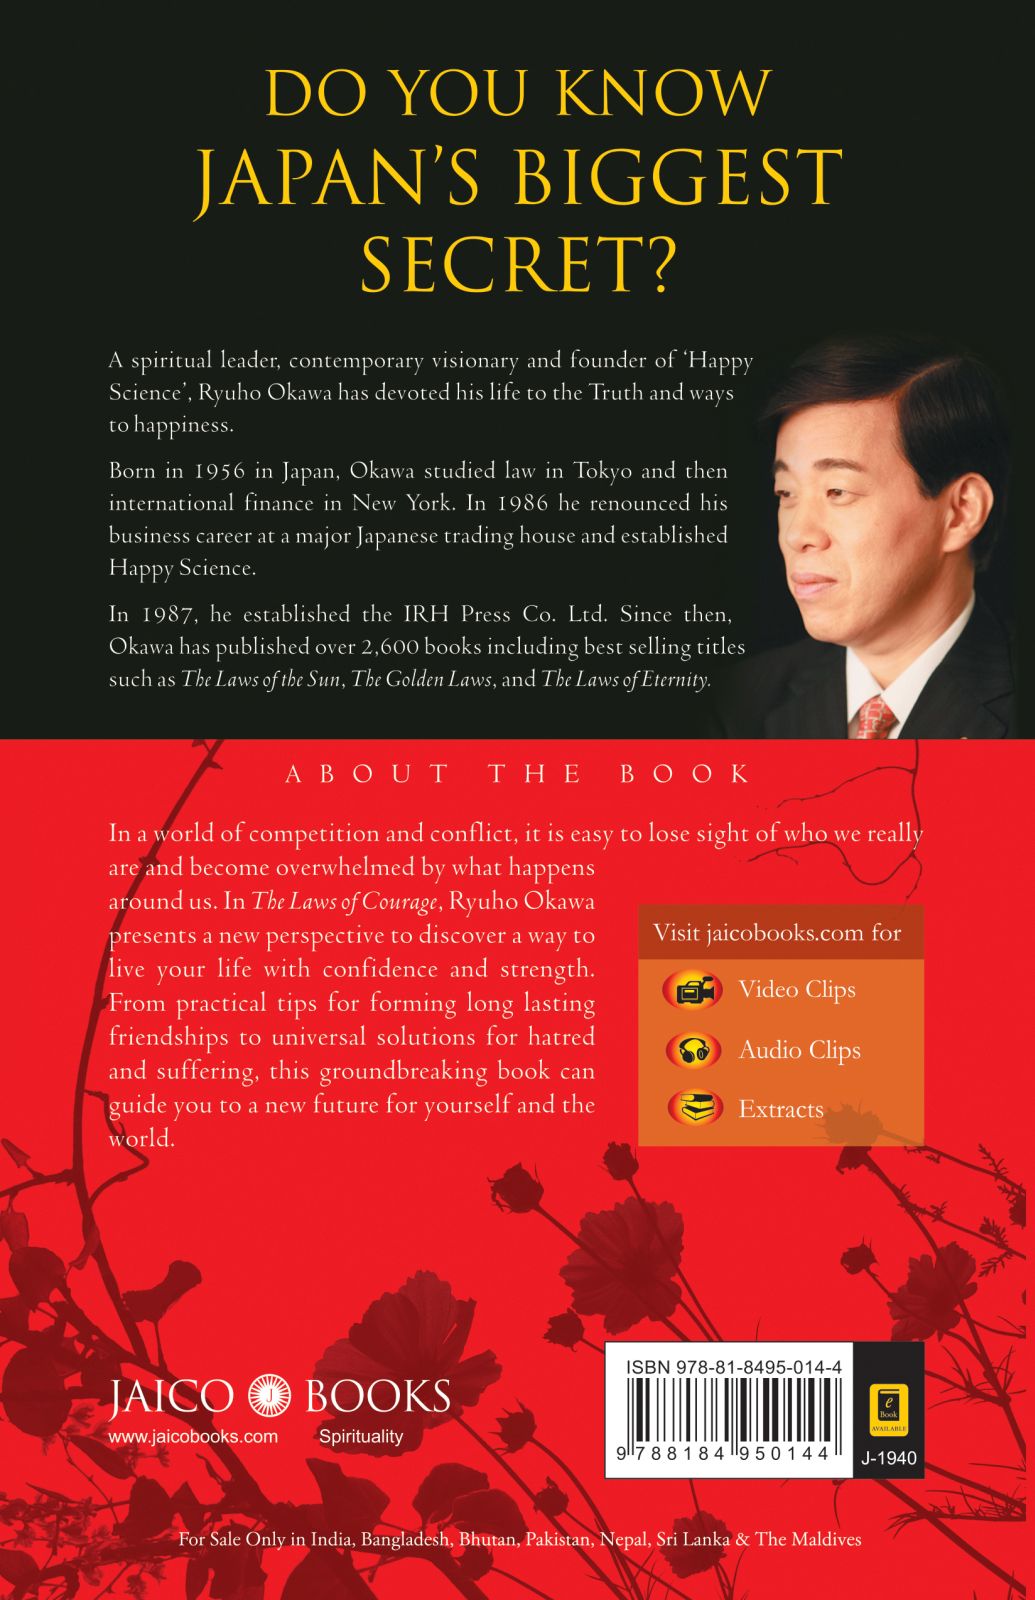 DO YOU KNOW
JAPAN'S BIGGEST
SECRET?
A spiritual leader, contemporary visionary and founder of ‘Happy
Science’, Ryuho Okawa has devoted his life to the Truth and ways
to happiness.
Born in 1956 in Japan, Okawa studied law in Tokyo and then
international finance in New York. In 1986 he renounced his
business career at a major Japanese trading house and established
Happy Science.
In 1987, he established the IRH Press Co. Ltd. Since then,
Okawa has published over 2,600 books including best selling titles
such as The Laws of the Sun, The Golden Laws, and The Laws of Eternity.
ABOUT THE BOOK
In a world of competition and conflict, it is easy to lose sight of who we really
are and become overwhelmed by what happens
around us. In The Laws of Courage, Ryuho Okawa
presents a new perspective to discover a way to
live your life with confidence and strength.
From practical tips for forming long lasting
friendships to universal solutions for hatred
and suffering, this groundbreaking book can
guide you to a new future for yourself and the
world.
Visit jaicobooks.com for
Video Clips
Audio Clips
Extracts
JAICO J BOOKS
www.jaicobooks.com Spirituality
ISBN 978-81-8495-014-4
9 788184 950144
e
Book
AVAILABLE
J-1940
For Sale Only in India, Bangladesh, Bhutan, Pakistan, Nepal, Sri Lanka & The Maldives